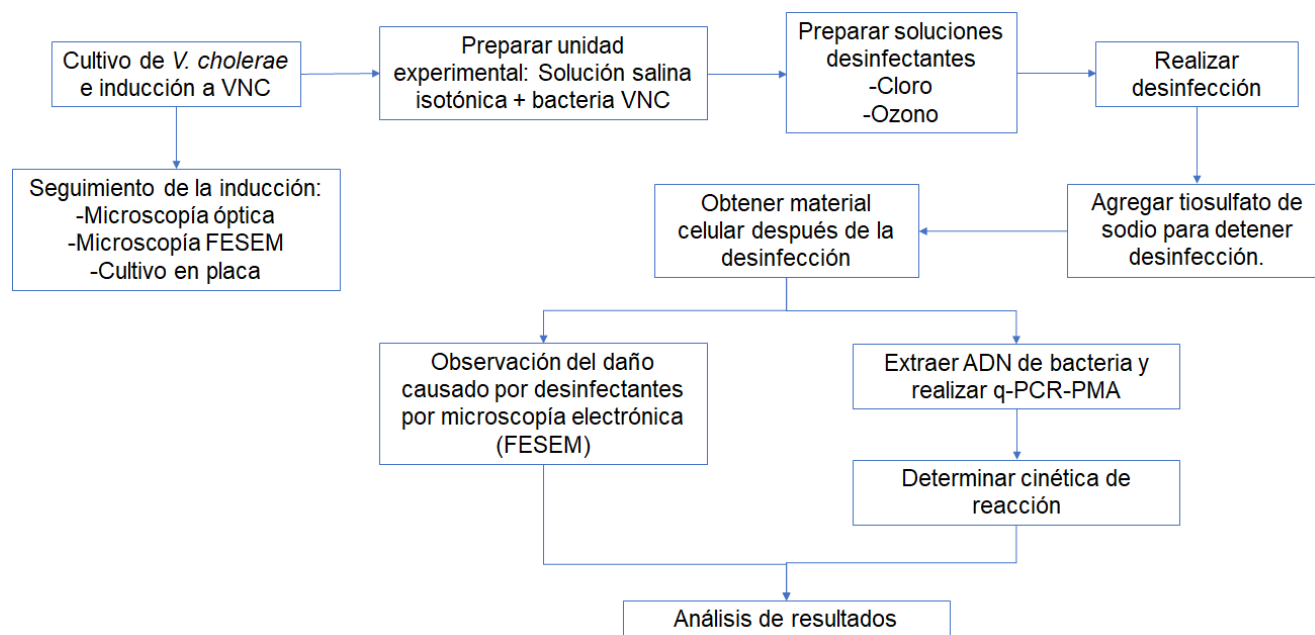 Cultivo de V. cholerae
e inducción a VNC
Preparar unidad
experimental: Solución salina
isotónica + bacteria VNC
Preparar soluciones
desinfectantes
-Cloro
-Ozono
Realizar
desinfección
Seguimiento de la inducción:
-Microscopía óptica
-Microscopía FESEM
-Cultivo en placa
Agregar tiosulfato de
sodio para detener
desinfección.
Obtener material
celular después de la
desinfección
Observación del daño
causado por desinfectantes
por microscopía electrónica
(FESEM)
Extraer ADN de bacteria y
realizar q-PCR-PMA
Determinar cinética de
reacción
Análisis de resultados